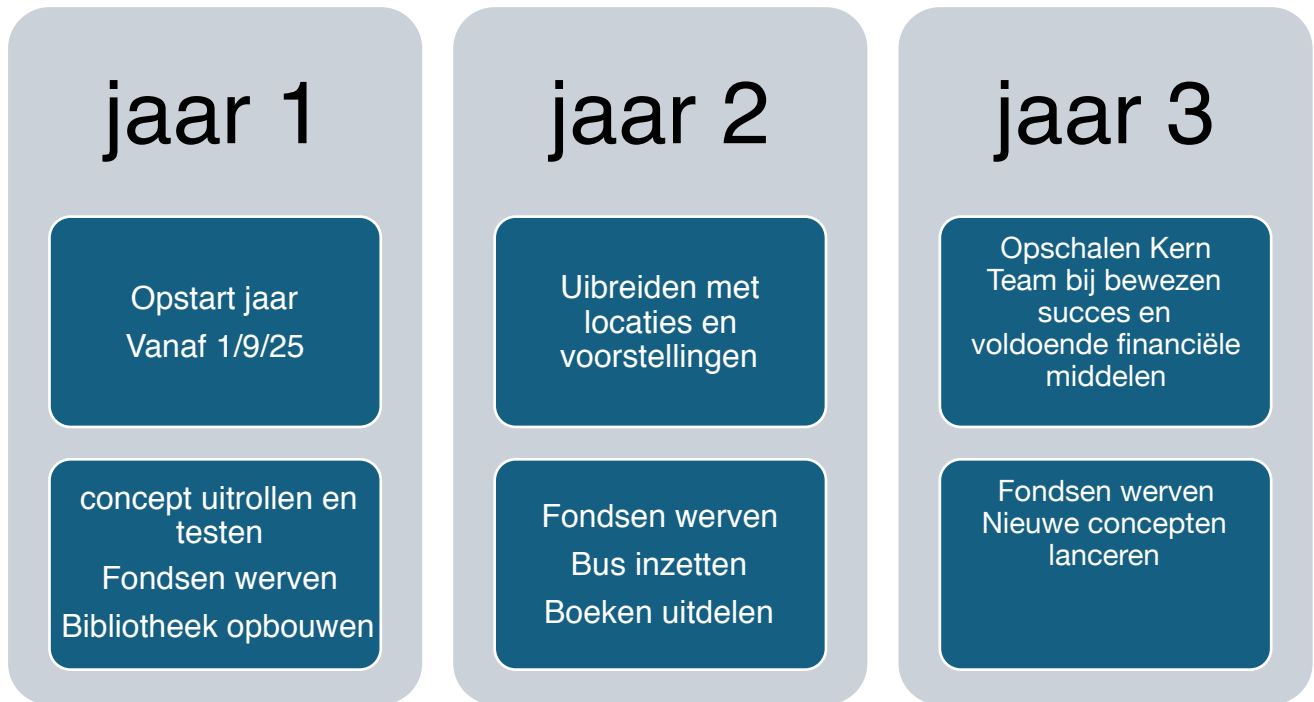 jaar 1
Opstart jaar
Vanaf 1/9/25
concept uitrollen en
testen
Fondsen werven
Bibliotheek opbouwen
jaar 2
Uibreiden met
locaties en
voorstellingen
Fondsen werven
Bus inzetten
Boeken uitdelen
jaar 3
Opschalen Kern
Team bij bewezen
succes en
voldoende financiële
middelen
Fondsen werven
Nieuwe concepten
lanceren